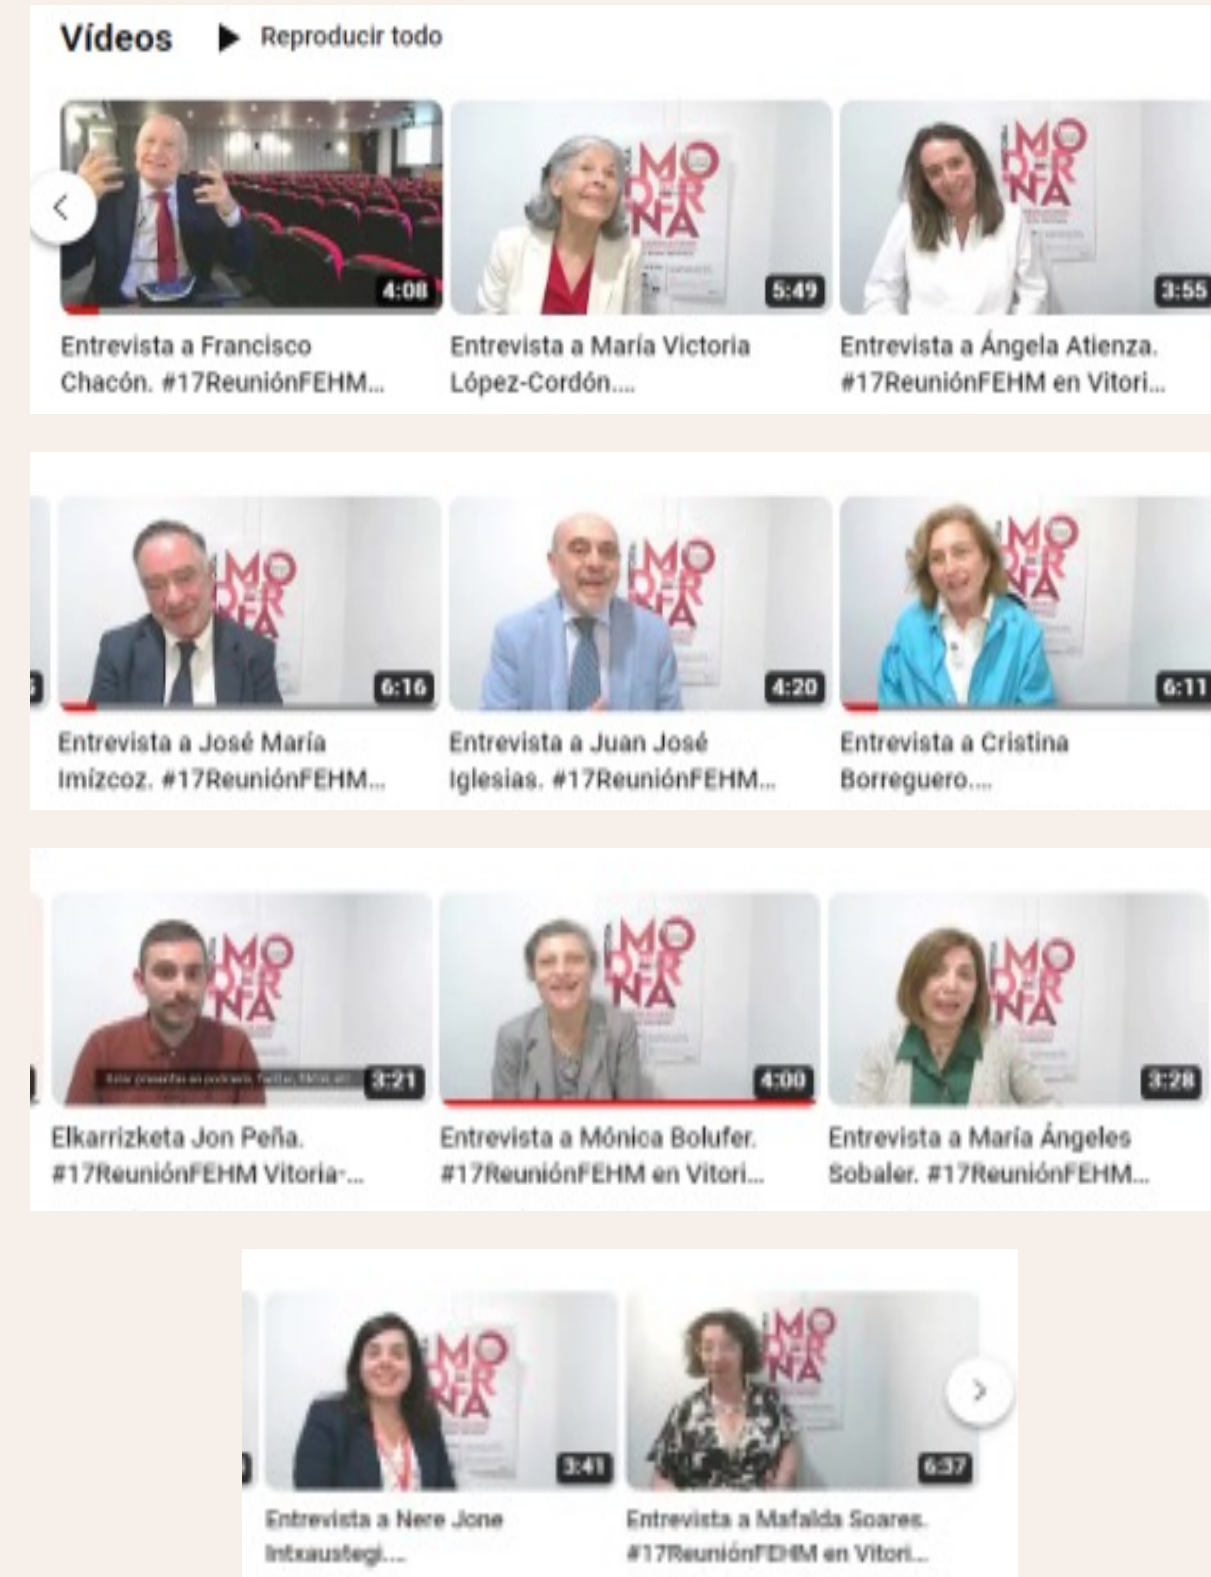 Vídeos Reproducir todo
4:08
5:49
3:55
Entrevista a Francisco
Chacón. #17ReuniónFEHM...
Entrevista a María Victoria
López-Cordón....
Entrevista a Ángela Atienza.
#17ReuniónFEHM en Vitori...
6:16
4:20
6:11
Entrevista a José María
Imízcoz. #17ReuniónFEHM...
Entrevista a Juan José
Iglesias. #17ReuniónFEHM...
Entrevista a Cristina
Borreguero....
3:21
4:00
3:28
Elkarrizketa Jon Peña.
#17ReuniónFEHM Vitoria-...
Entrevista a Mónica Bolufer.
#17ReuniónFEHM en Vitori...
Entrevista a María Ángeles
Sobaler. #17ReuniónFEHM...
3:41
6:37
Entrevista a Nere Jone
Intxaustegi....
Entrevista a Mafalda Soares.
#17ReuniónFEHM en Vitori...